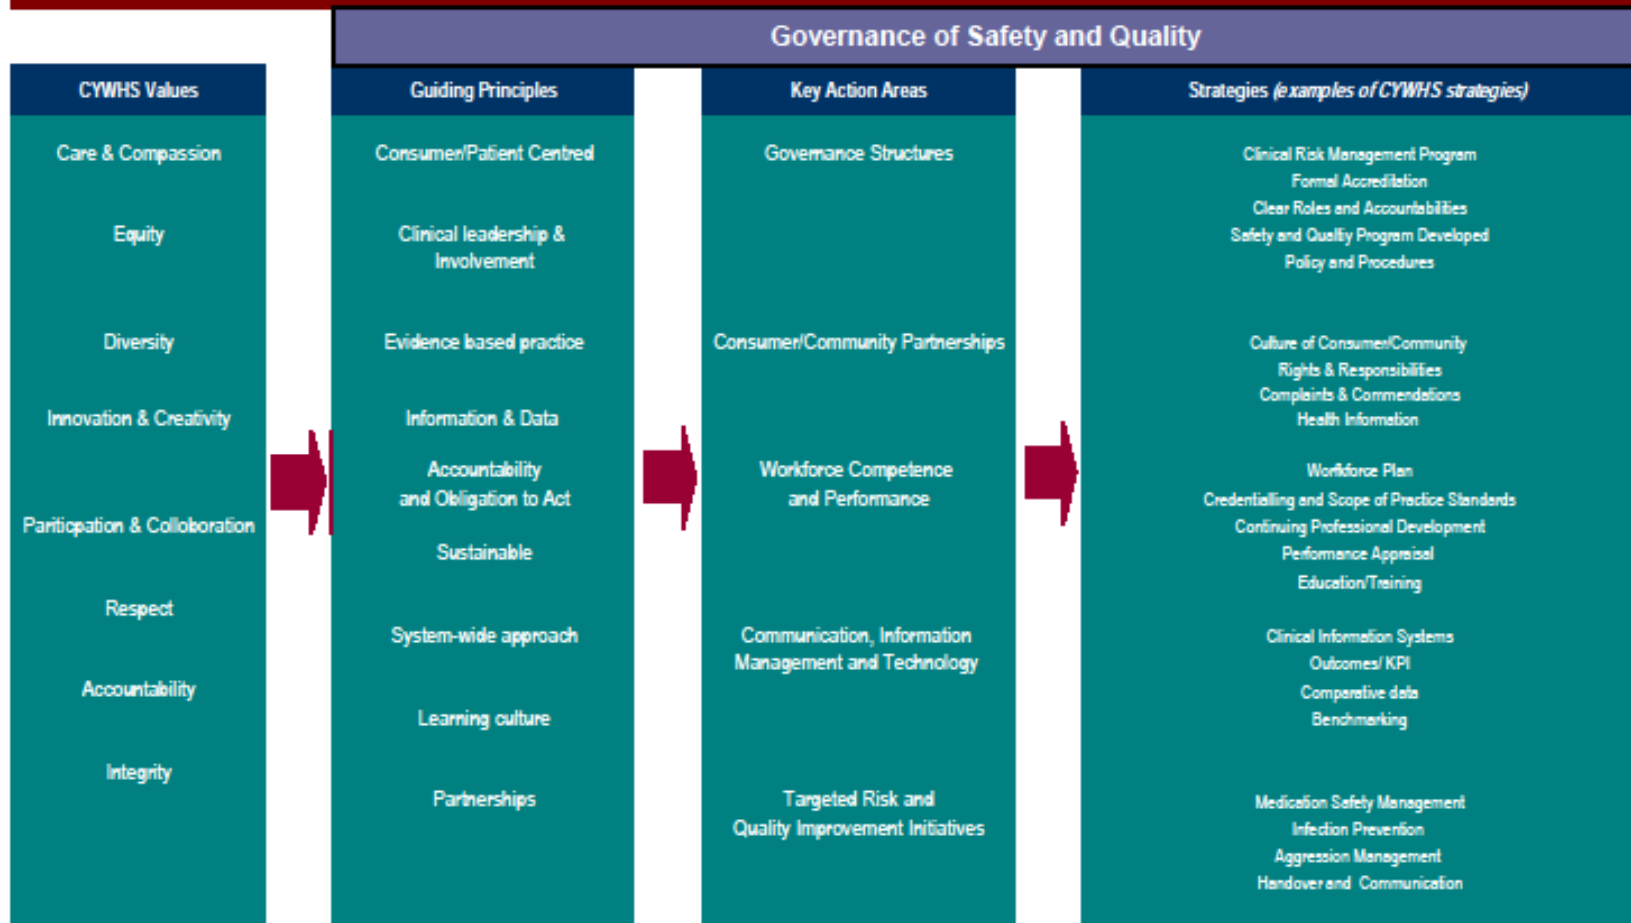 Governance of Safety and Quality
CYWHS Values
Care & Compassion
Equity
Diversity
Innovation & Creativity
Pariticpation & Colloboration
Respect
Accountability
Integrity
Guiding Principles
Consumer/Patient Centred
Clinical leadership &
Involvement
Evidence based practice
Information & Data
Accountability
and Obligation to Act
Sustainable
System-wide approach
Learning culture
Partnerships
Key Action Areas
Governance Structures
Consumer/Community Partnerships
Workforce Competence
and Performance
Communication, Information
Management and Technology
Targeted Risk and
Quality Improvement Initiatives
Strategies (examples of CYWHS strategies)
Clinical Risk Management Program
Formal Accreditation
Clear Roles and Accountabilities
Safety and Qualtiy Program Developed
Policy and Procedures
Culture of Consumer/Community
Rights & Responsibilities
Complaints & Commendations
Health Information
Workforce Plan
Credentialling and Scope of Practice Standards
Continuing Professional Development
Performance Appraisal
Education/Training
Clinical Information Systems
Outcomes/ KPI
Comparative data
Benchmarking
Medication Safety Management
Infection Prevention
Aggression Management
Handover and Communication